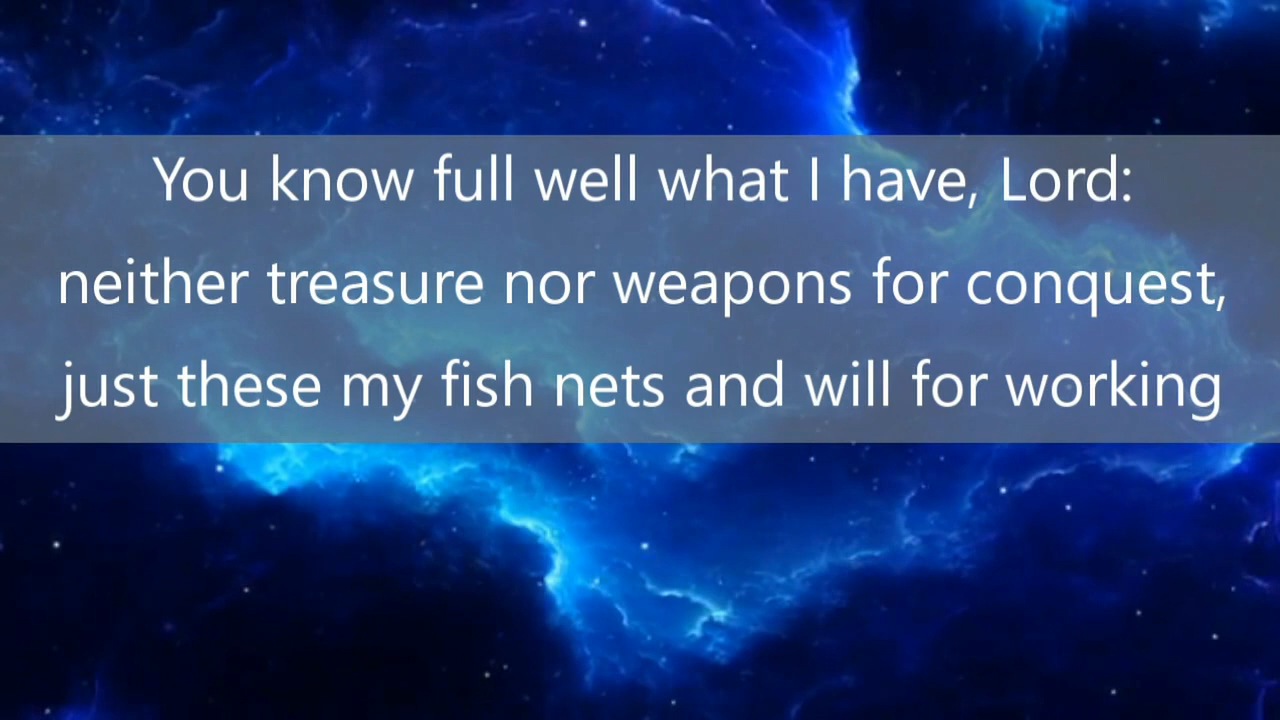 You know full well what I have, Lord:
neither treasure nor weapons for conquest,
just these my fish nets and will for working